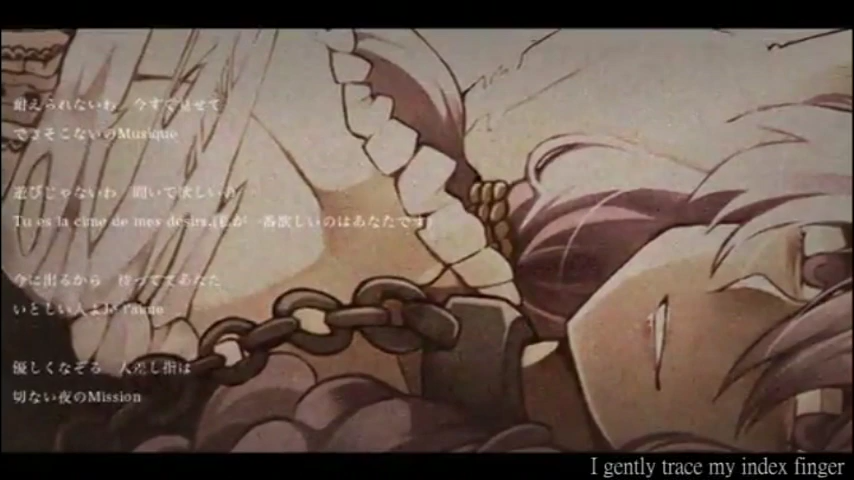 耐えられないわ 今すぐ見せて
できそこないのMusique
遊びじゃないわ 聞いて欲しいの
Tu es la cime de mes désirs.(私が一番欲しいのはあなたです)
今に出るから 待っててあなた
いとしい人よ
優しくなぞる 人差し指は
切ない夜のMission
I gently trace my index finger